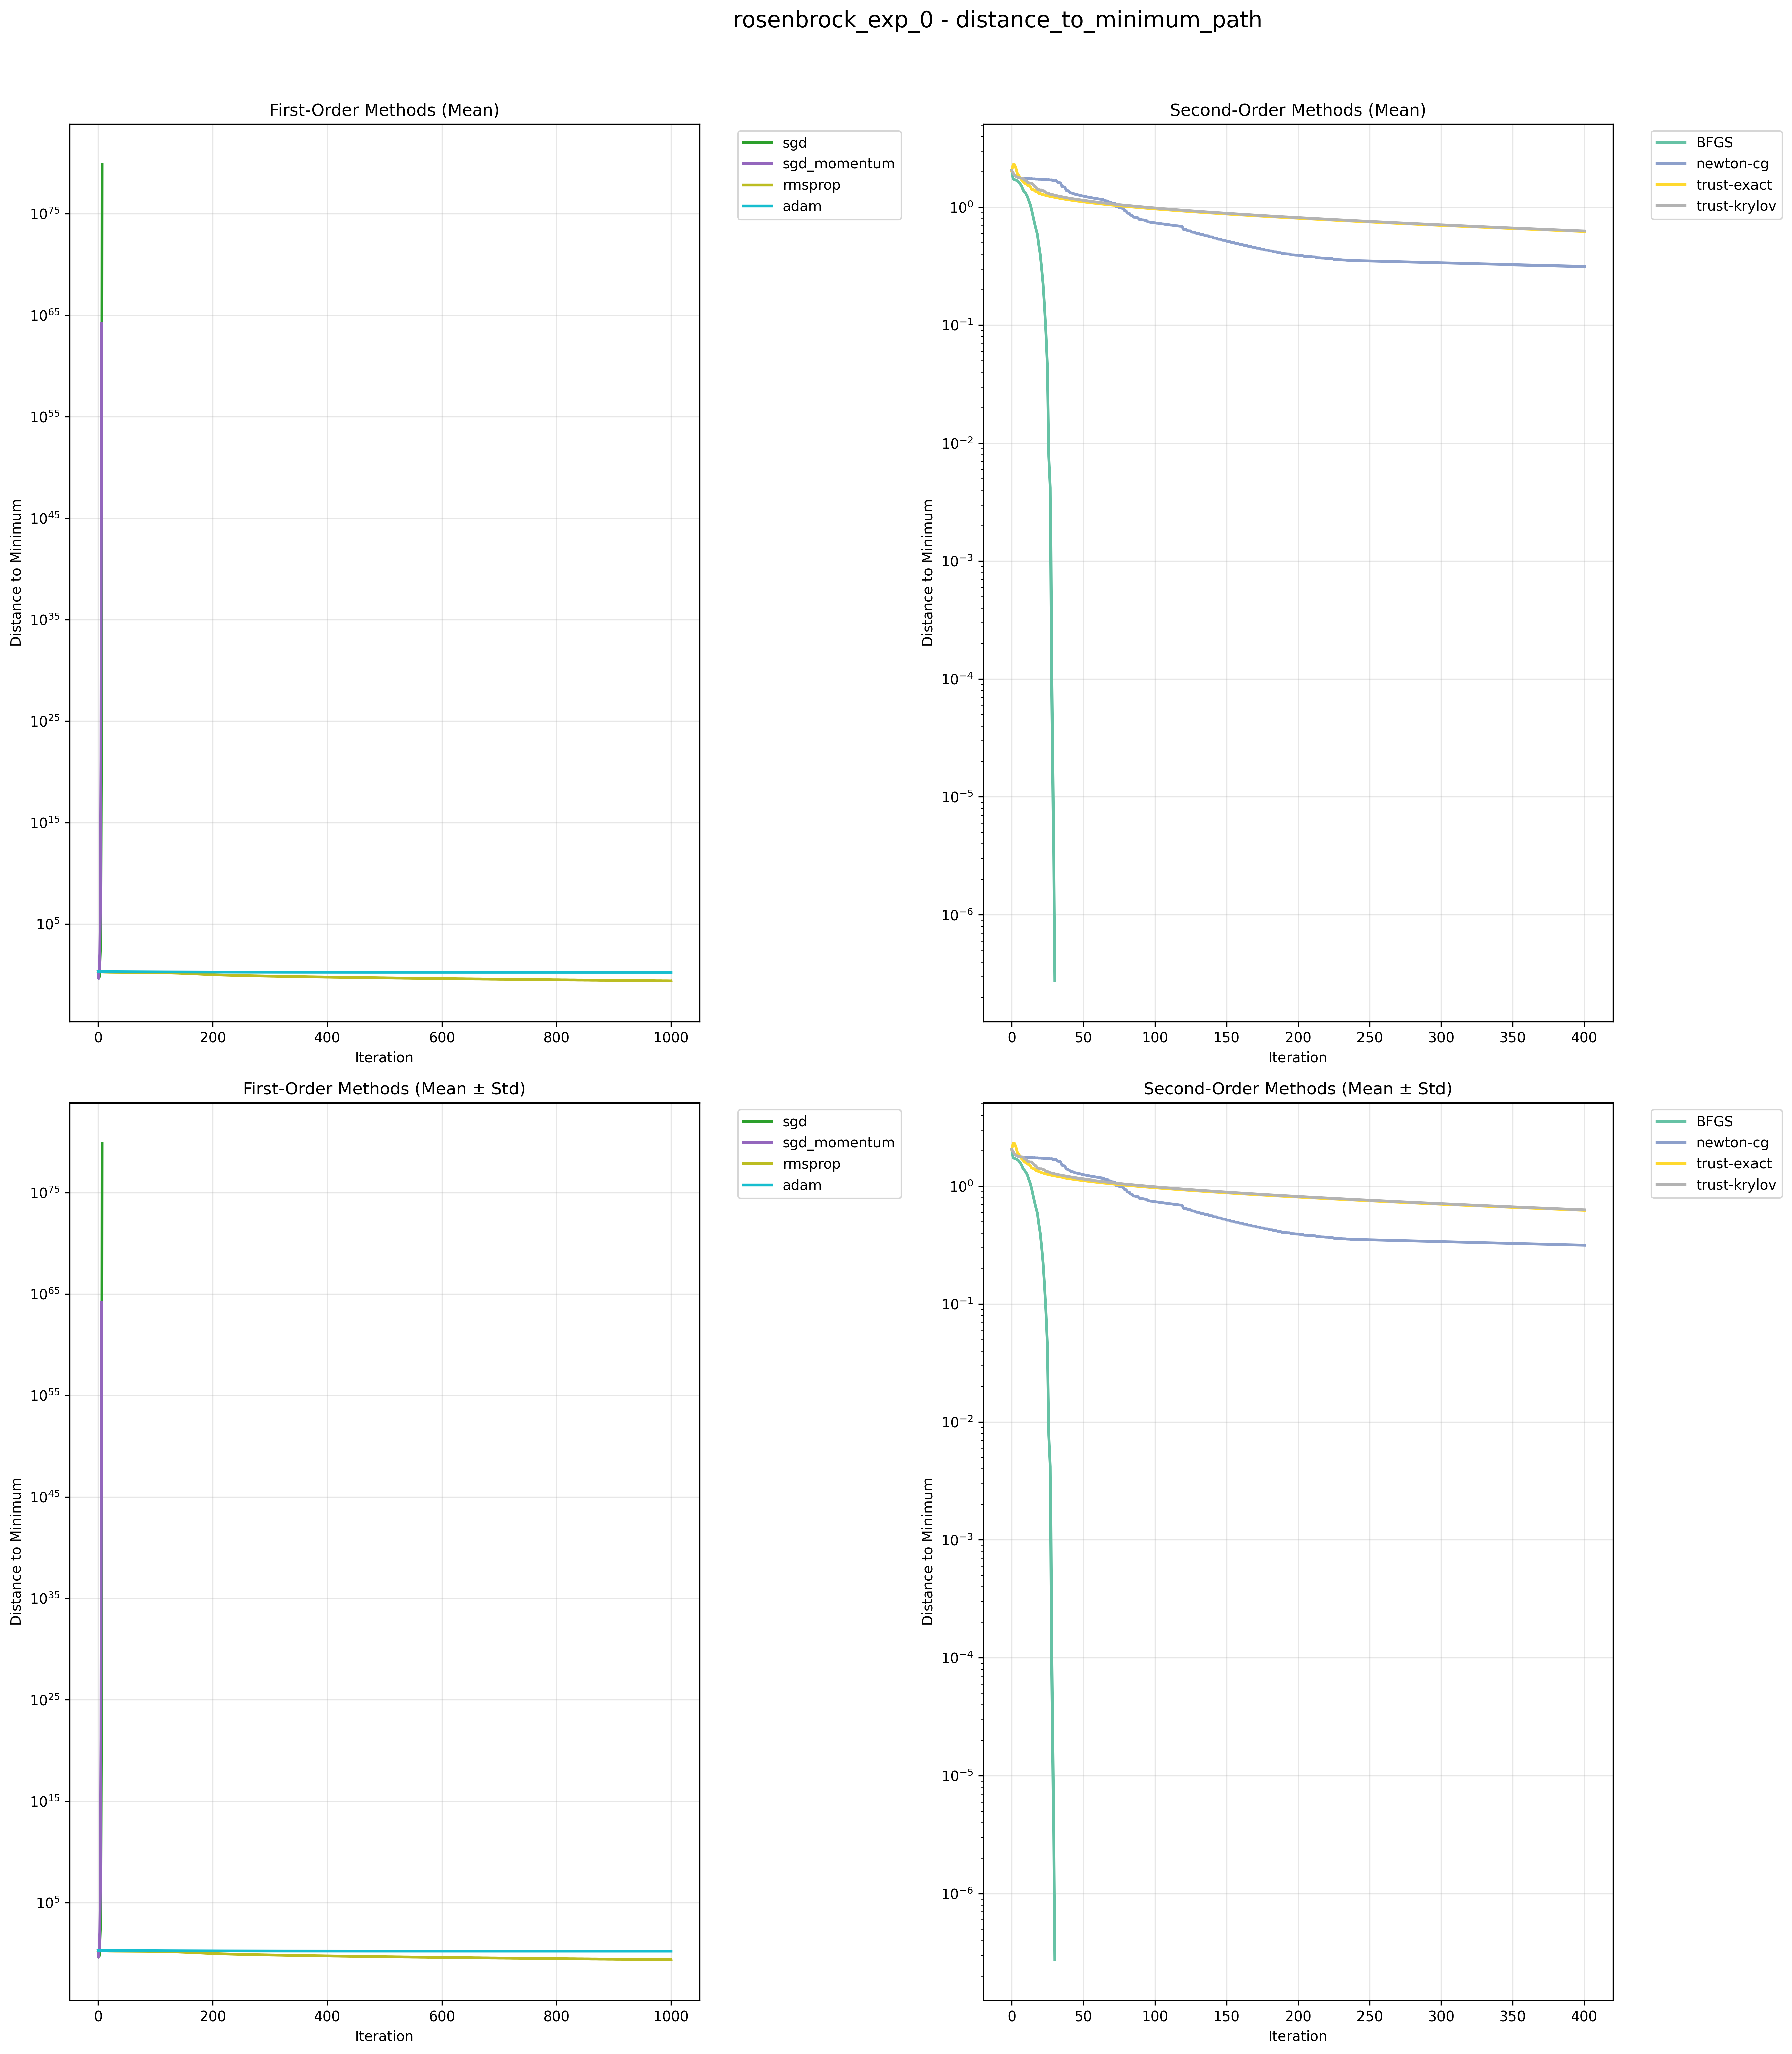 rosenbrock_exp_0 - distance_to_minimum_path
First-Order Methods (Mean)
Distance to Minimum
10^75
10^65
10^55
10^45
10^35
10^25
10^15
10^5
0 200 400 600 800 1000
Iteration
sgd
sgd_momentum
rmsprop
adam
Second-Order Methods (Mean)
Distance to Minimum
10^0
10^−1
10^−2
10^−3
10^−4
10^−5
10^−6
0 50 100 150 200 250 300 350 400
Iteration
BFGS
newton-cg
trust-exact
trust-krylov
First-Order Methods (Mean ± Std)
Distance to Minimum
10^75
10^65
10^55
10^45
10^35
10^25
10^15
10^5
0 200 400 600 800 1000
Iteration
sgd
sgd_momentum
rmsprop
adam
Second-Order Methods (Mean ± Std)
Distance to Minimum
10^0
10^−1
10^−2
10^−3
10^−4
10^−5
10^−6
0 50 100 150 200 250 300 350 400
Iteration
BFGS
newton-cg
trust-exact
trust-krylov